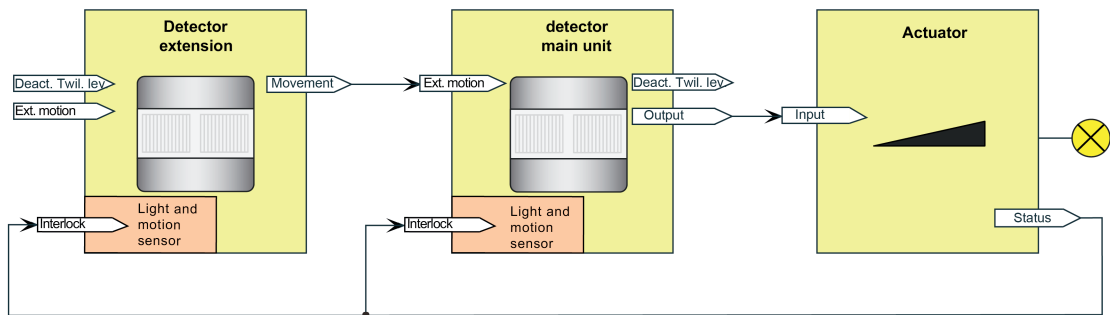 Detector
extension
Deact. Twil. lev
Ext. motion
Movement
Interlock
Light and
motion
sensor
detector
main unit
Ext. motion
Deact. Twil. lev
Output
Interlock
Light and
motion
sensor
Actuator
Input
Status